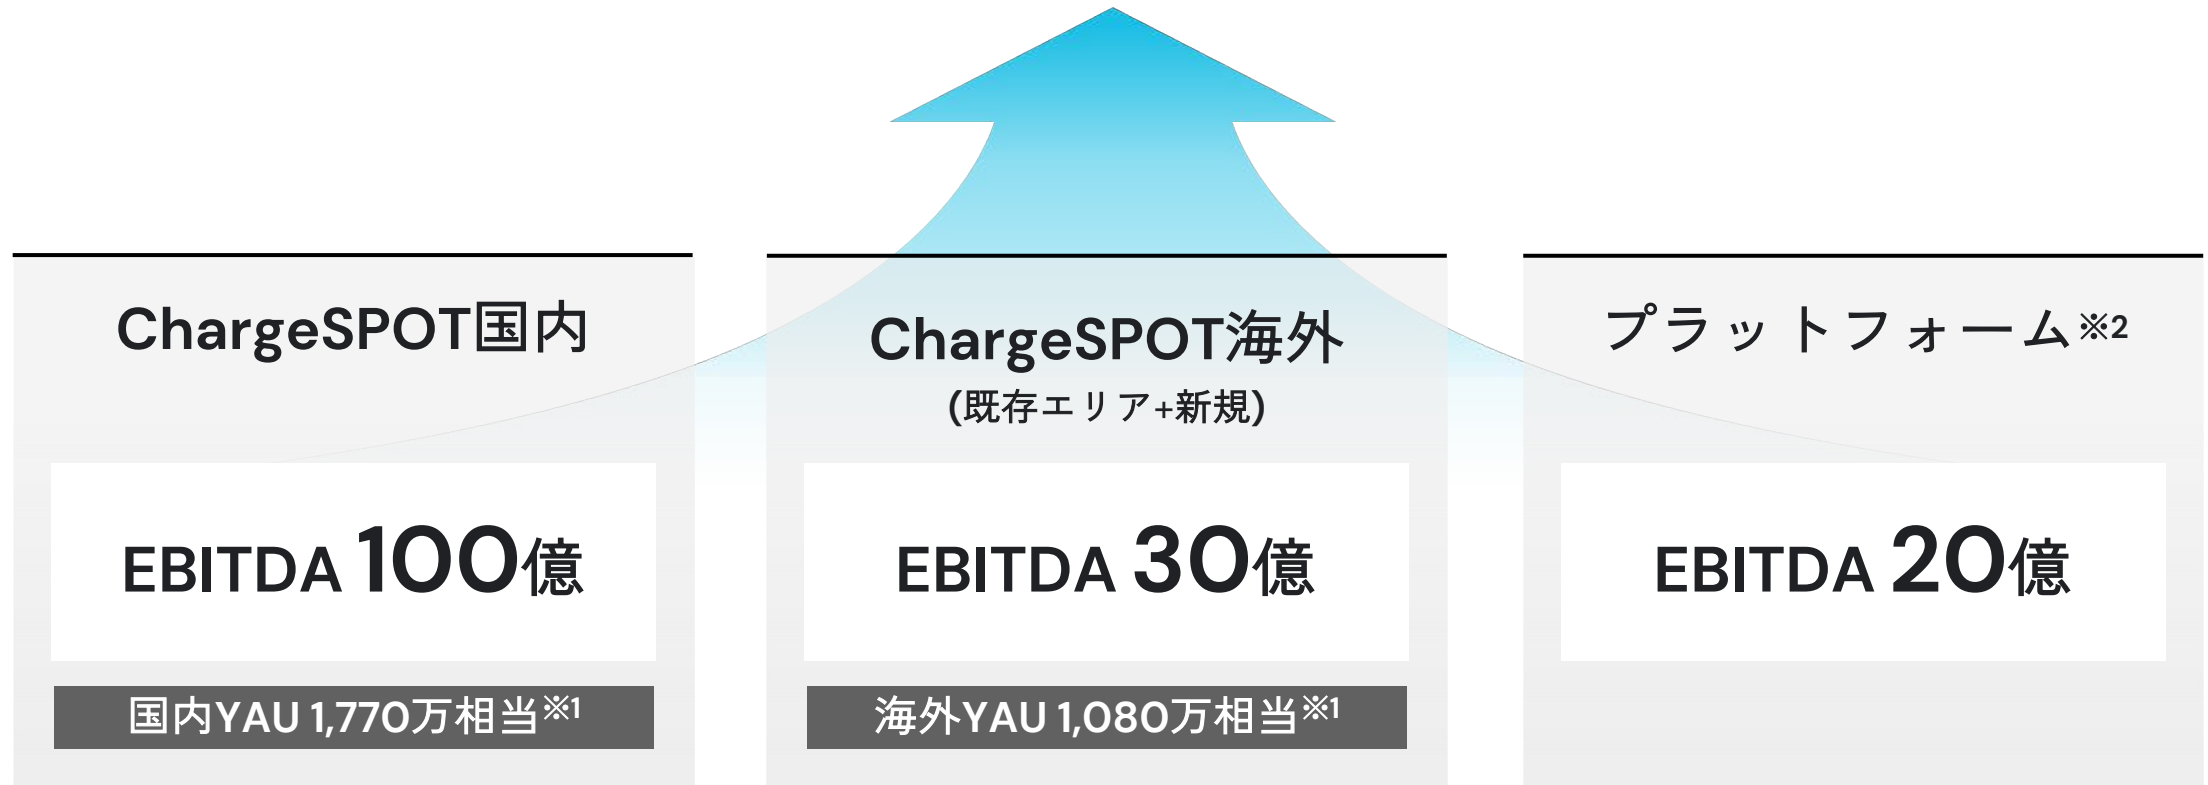 ChargeSPOT国内
EBITDA 100億
国内YAU 1,770万相当※1
ChargeSPOT海外
(既存エリア+新規)
EBITDA 30億
海外YAU 1,080万相当※1
プラットフォーム※2
EBITDA 20億